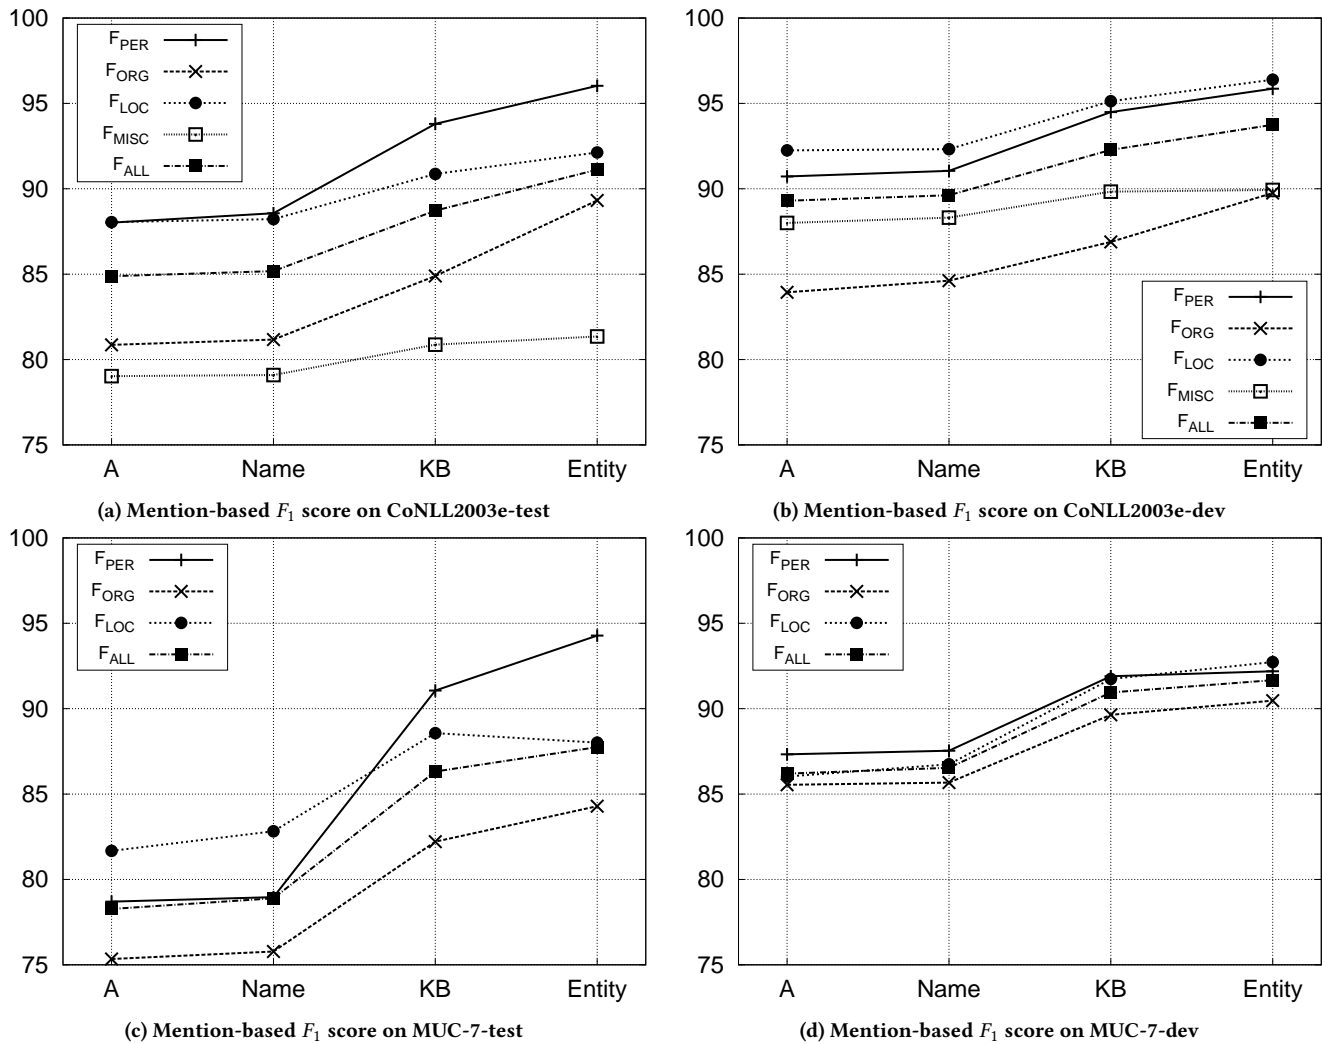 100
95
90
85
80
75
F_PER
F_ORG
F_LOC
F_MISC
F_ALL
A Name KB Entity
(a) Mention-based F_1 score on CoNLL2003e-test
100
95
90
85
80
75
F_PER
F_ORG
F_LOC
F_MISC
F_ALL
A Name KB Entity
(b) Mention-based F_1 score on CoNLL2003e-dev
100
95
90
85
80
75
F_PER
F_ORG
F_LOC
F_ALL
A Name KB Entity
(c) Mention-based F_1 score on MUC-7-test
100
95
90
85
80
75
F_PER
F_ORG
F_LOC
F_ALL
A Name KB Entity
(d) Mention-based F_1 score on MUC-7-dev